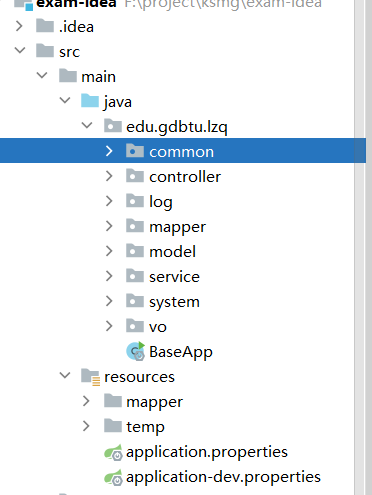 exam-idea F:\project\ksmg\exam-idea
.idea
src
main
java
edu.gdbtu.lzq
common
controller
log
mapper
model
service
system
vo
BaseApp
resources
mapper
temp
application.properties
application-dev.properties